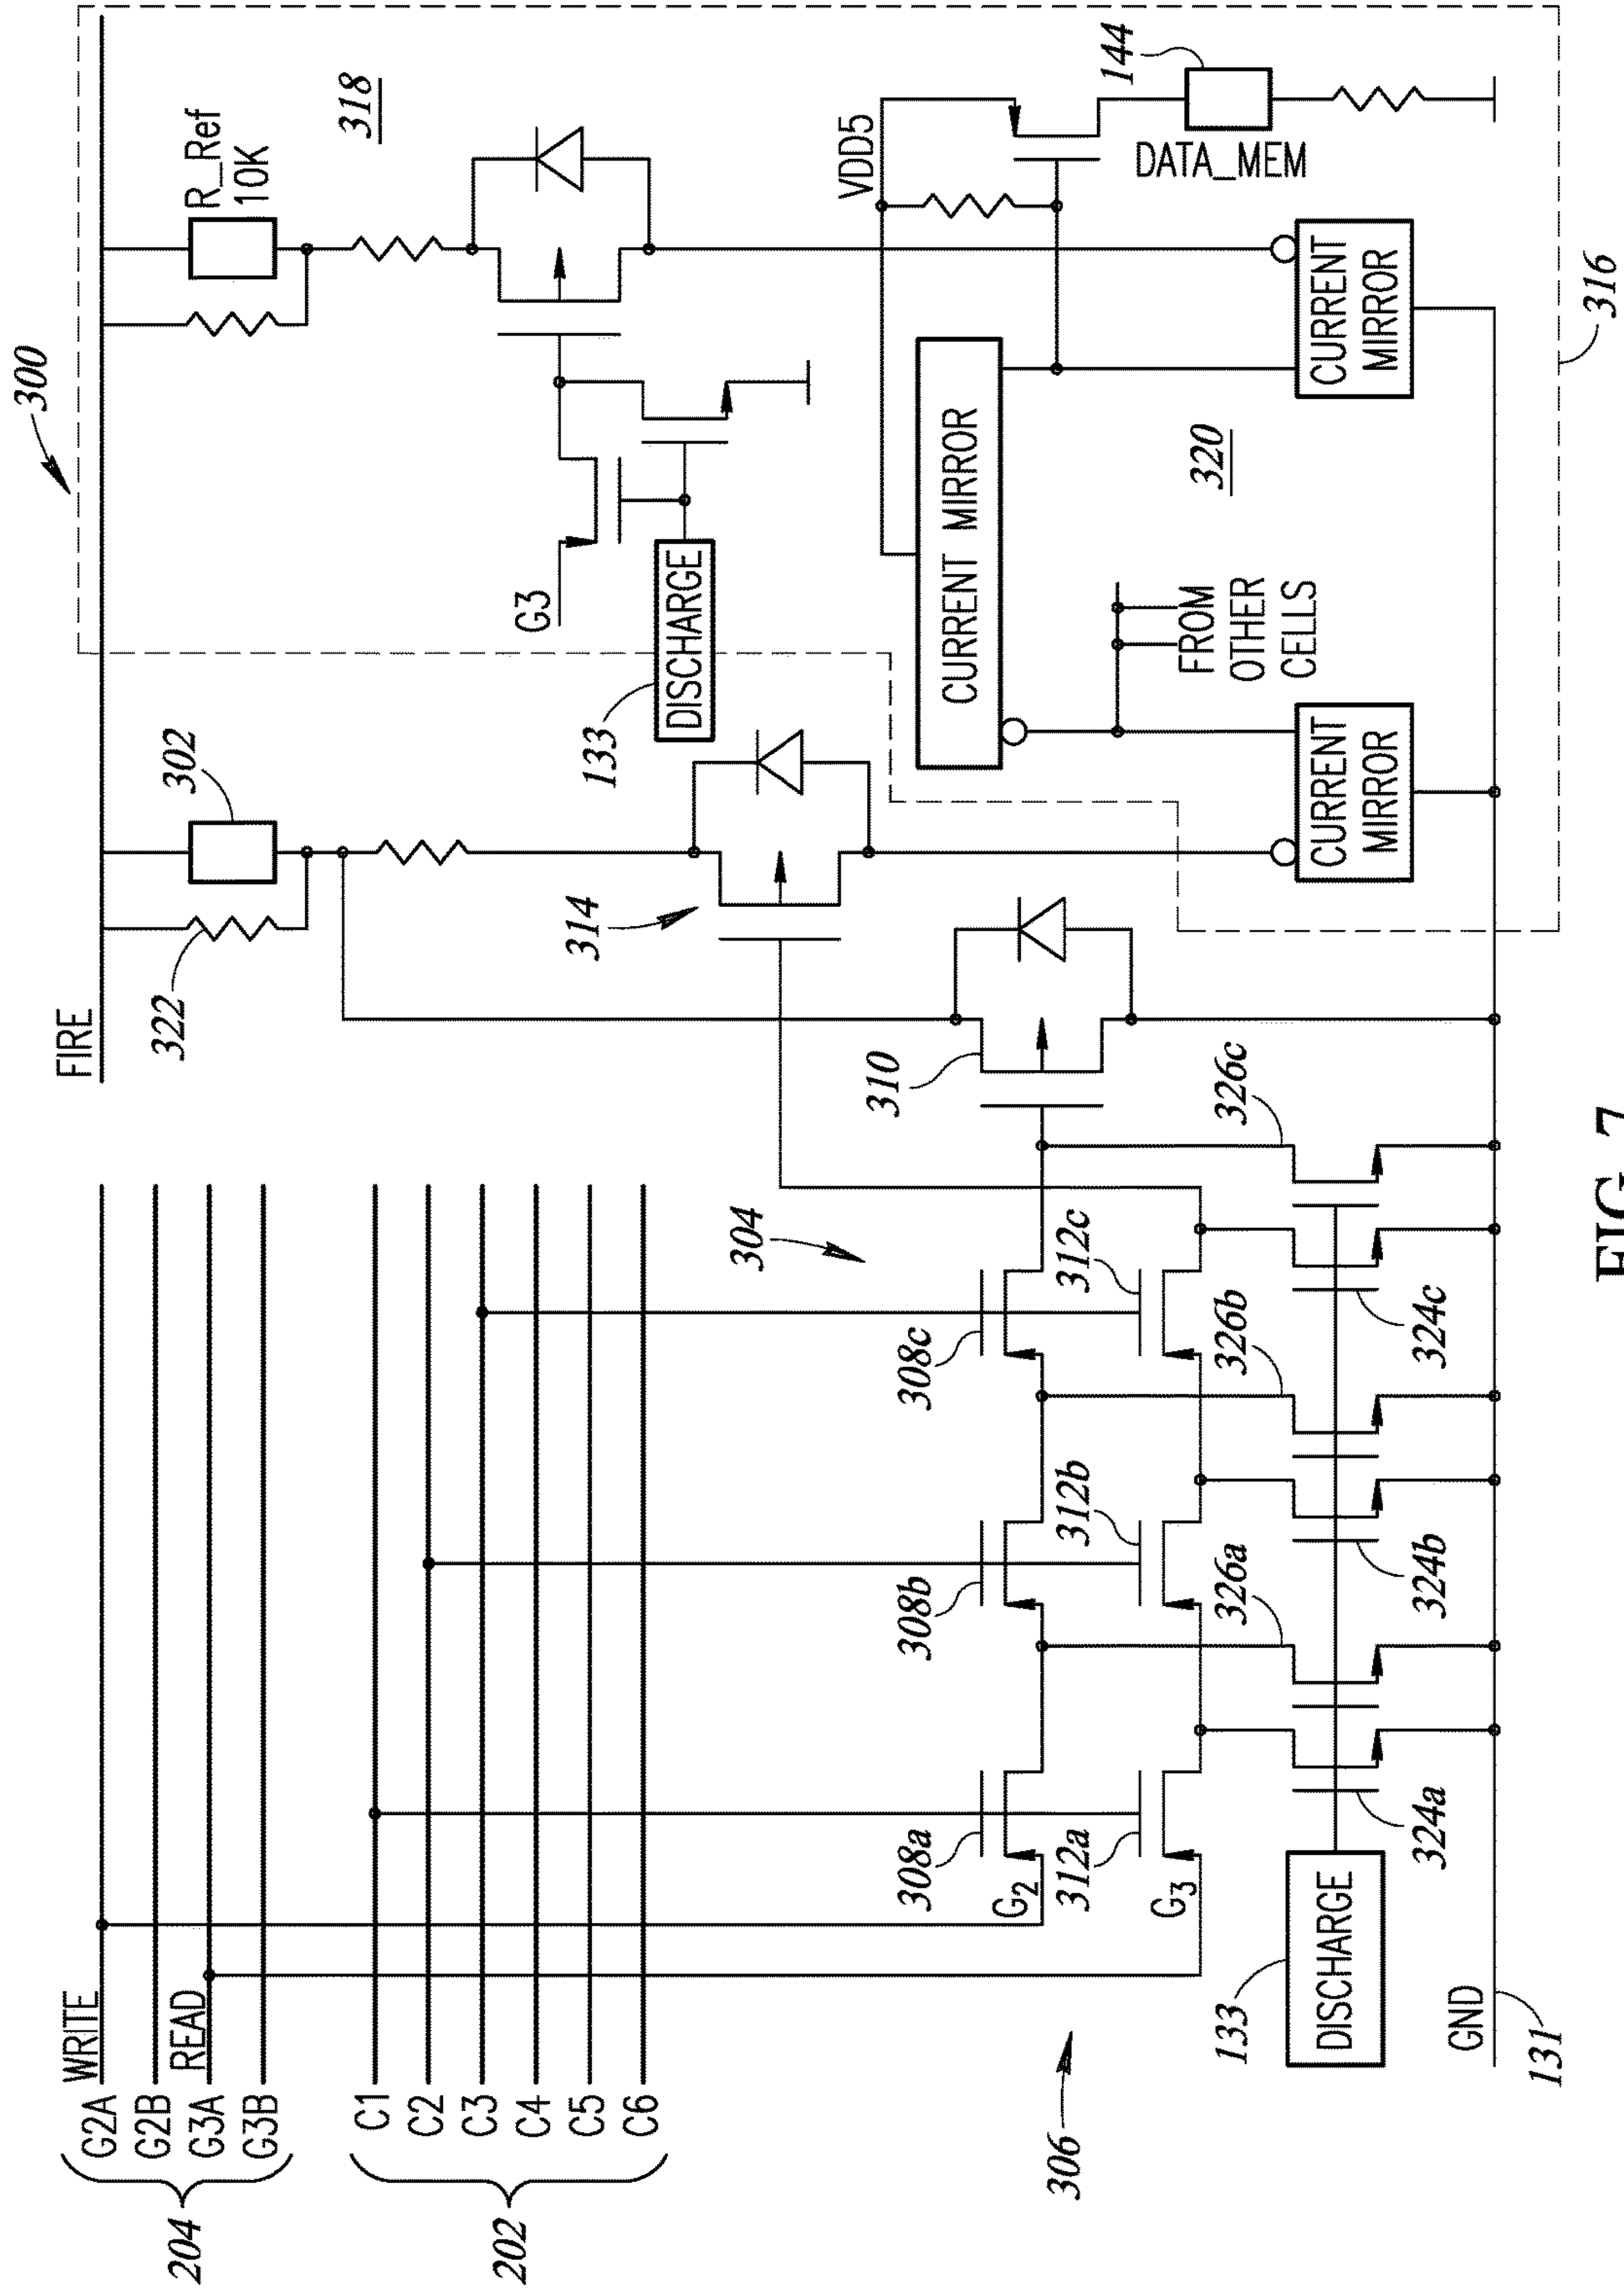 300
FIRE
302
322
R_Ref
10K
318
WRITE
G2A
G2B
READ
G3A
G3B
204
C1
C2
C3
C4
C5
C6
202
314
G3
DISCHARGE
133
VDD5
144
DATA_MEM
CURRENT MIRROR
320
FROM
OTHER
CELLS
CURRENT
MIRROR
CURRENT
MIRROR
316
304
310
306
308a
308b
308c
G2
312a
312b
312c
G3
326a
326b
326c
324a
324b
324c
133
DISCHARGE
GND
131